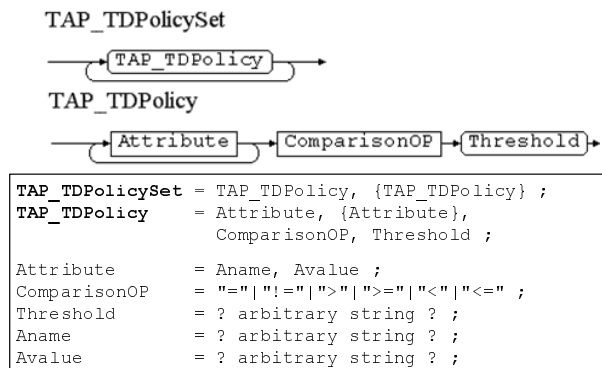 TAP_TDPolicySet
TAP_TDPolicy
TAP_TDPolicy
Attribute ComparisonOP Threshold
TAP_TDPolicySet = TAP_TDPolicy, {TAP_TDPolicy} ;
TAP_TDPolicy = Attribute, {Attribute},
ComparisonOP, Threshold ;
Attribute = Aname, Avalue ;
ComparisonOP = "="|"!="|">"|">="|"<"|"<=" ;
Threshold = ? arbitrary string ? ;
Aname = ? arbitrary string ? ;
Avalue = ? arbitrary string ? ;